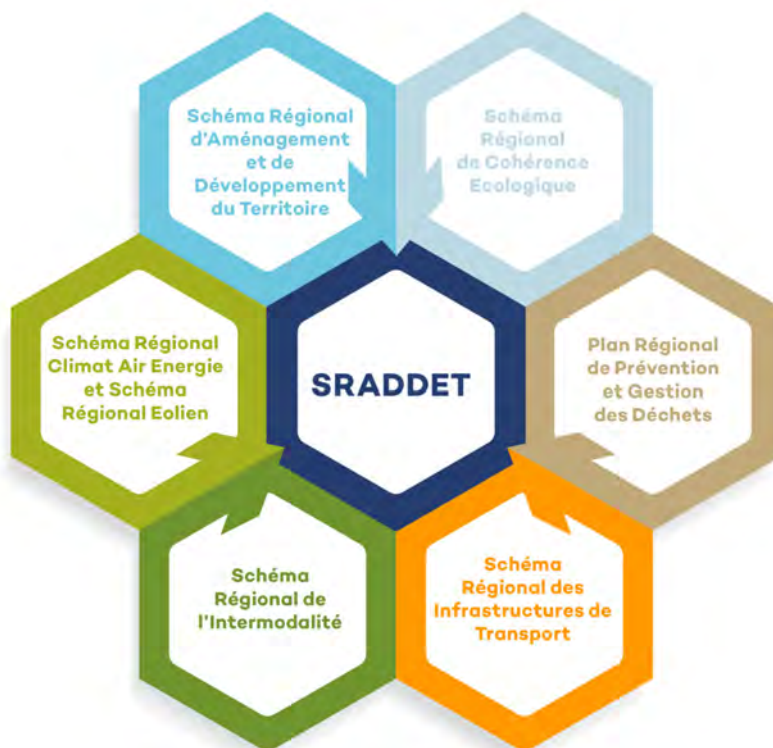 Schéma Régional
d'Aménagement
et de
Développement
du Territoire
Schéma
Régional
de Cohérence
Ecologique
Schéma Régional
Climat Air Energie
et Schéma
Régional Eolien
SRADDET
Plan Régional
de Prévention
et Gestion
des Déchets
Schéma
Régional de
l'Intermodalité
Schéma
Régional des
Infrastructures de
Transport